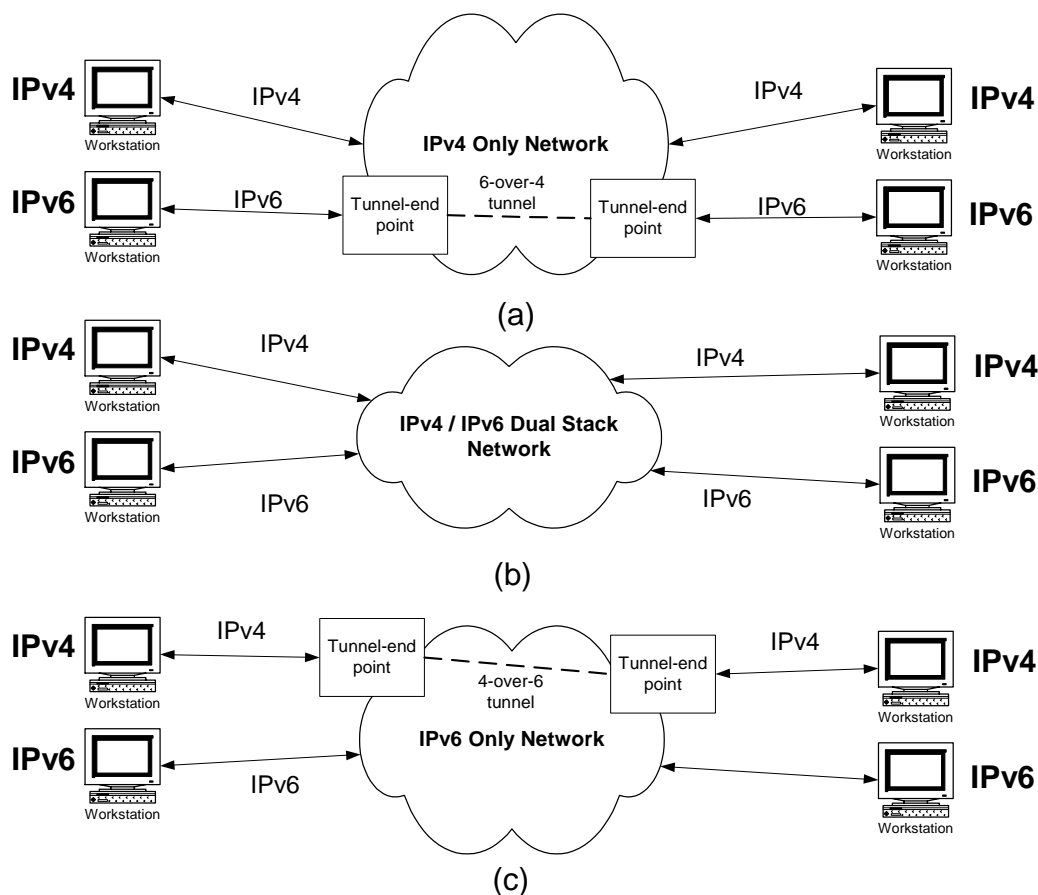 IPv4
Workstation
IPv4
IPv4 Only Network
IPv4
IPv4
Workstation
IPv6
Workstation
IPv6
Tunnel-end
point
6-over-4
tunnel
Tunnel-end
point
IPv6
IPv6
Workstation
(a)
IPv4
Workstation
IPv4
IPv4 / IPv6 Dual Stack
Network
IPv4
IPv4
Workstation
IPv6
Workstation
IPv6
IPv6
IPv6
Workstation
(b)
IPv4
Workstation
IPv4
Tunnel-end
point
4-over-6
tunnel
Tunnel-end
point
IPv4
IPv4
Workstation
IPv6
Workstation
IPv6
IPv6 Only Network
IPv6
Workstation
(c)